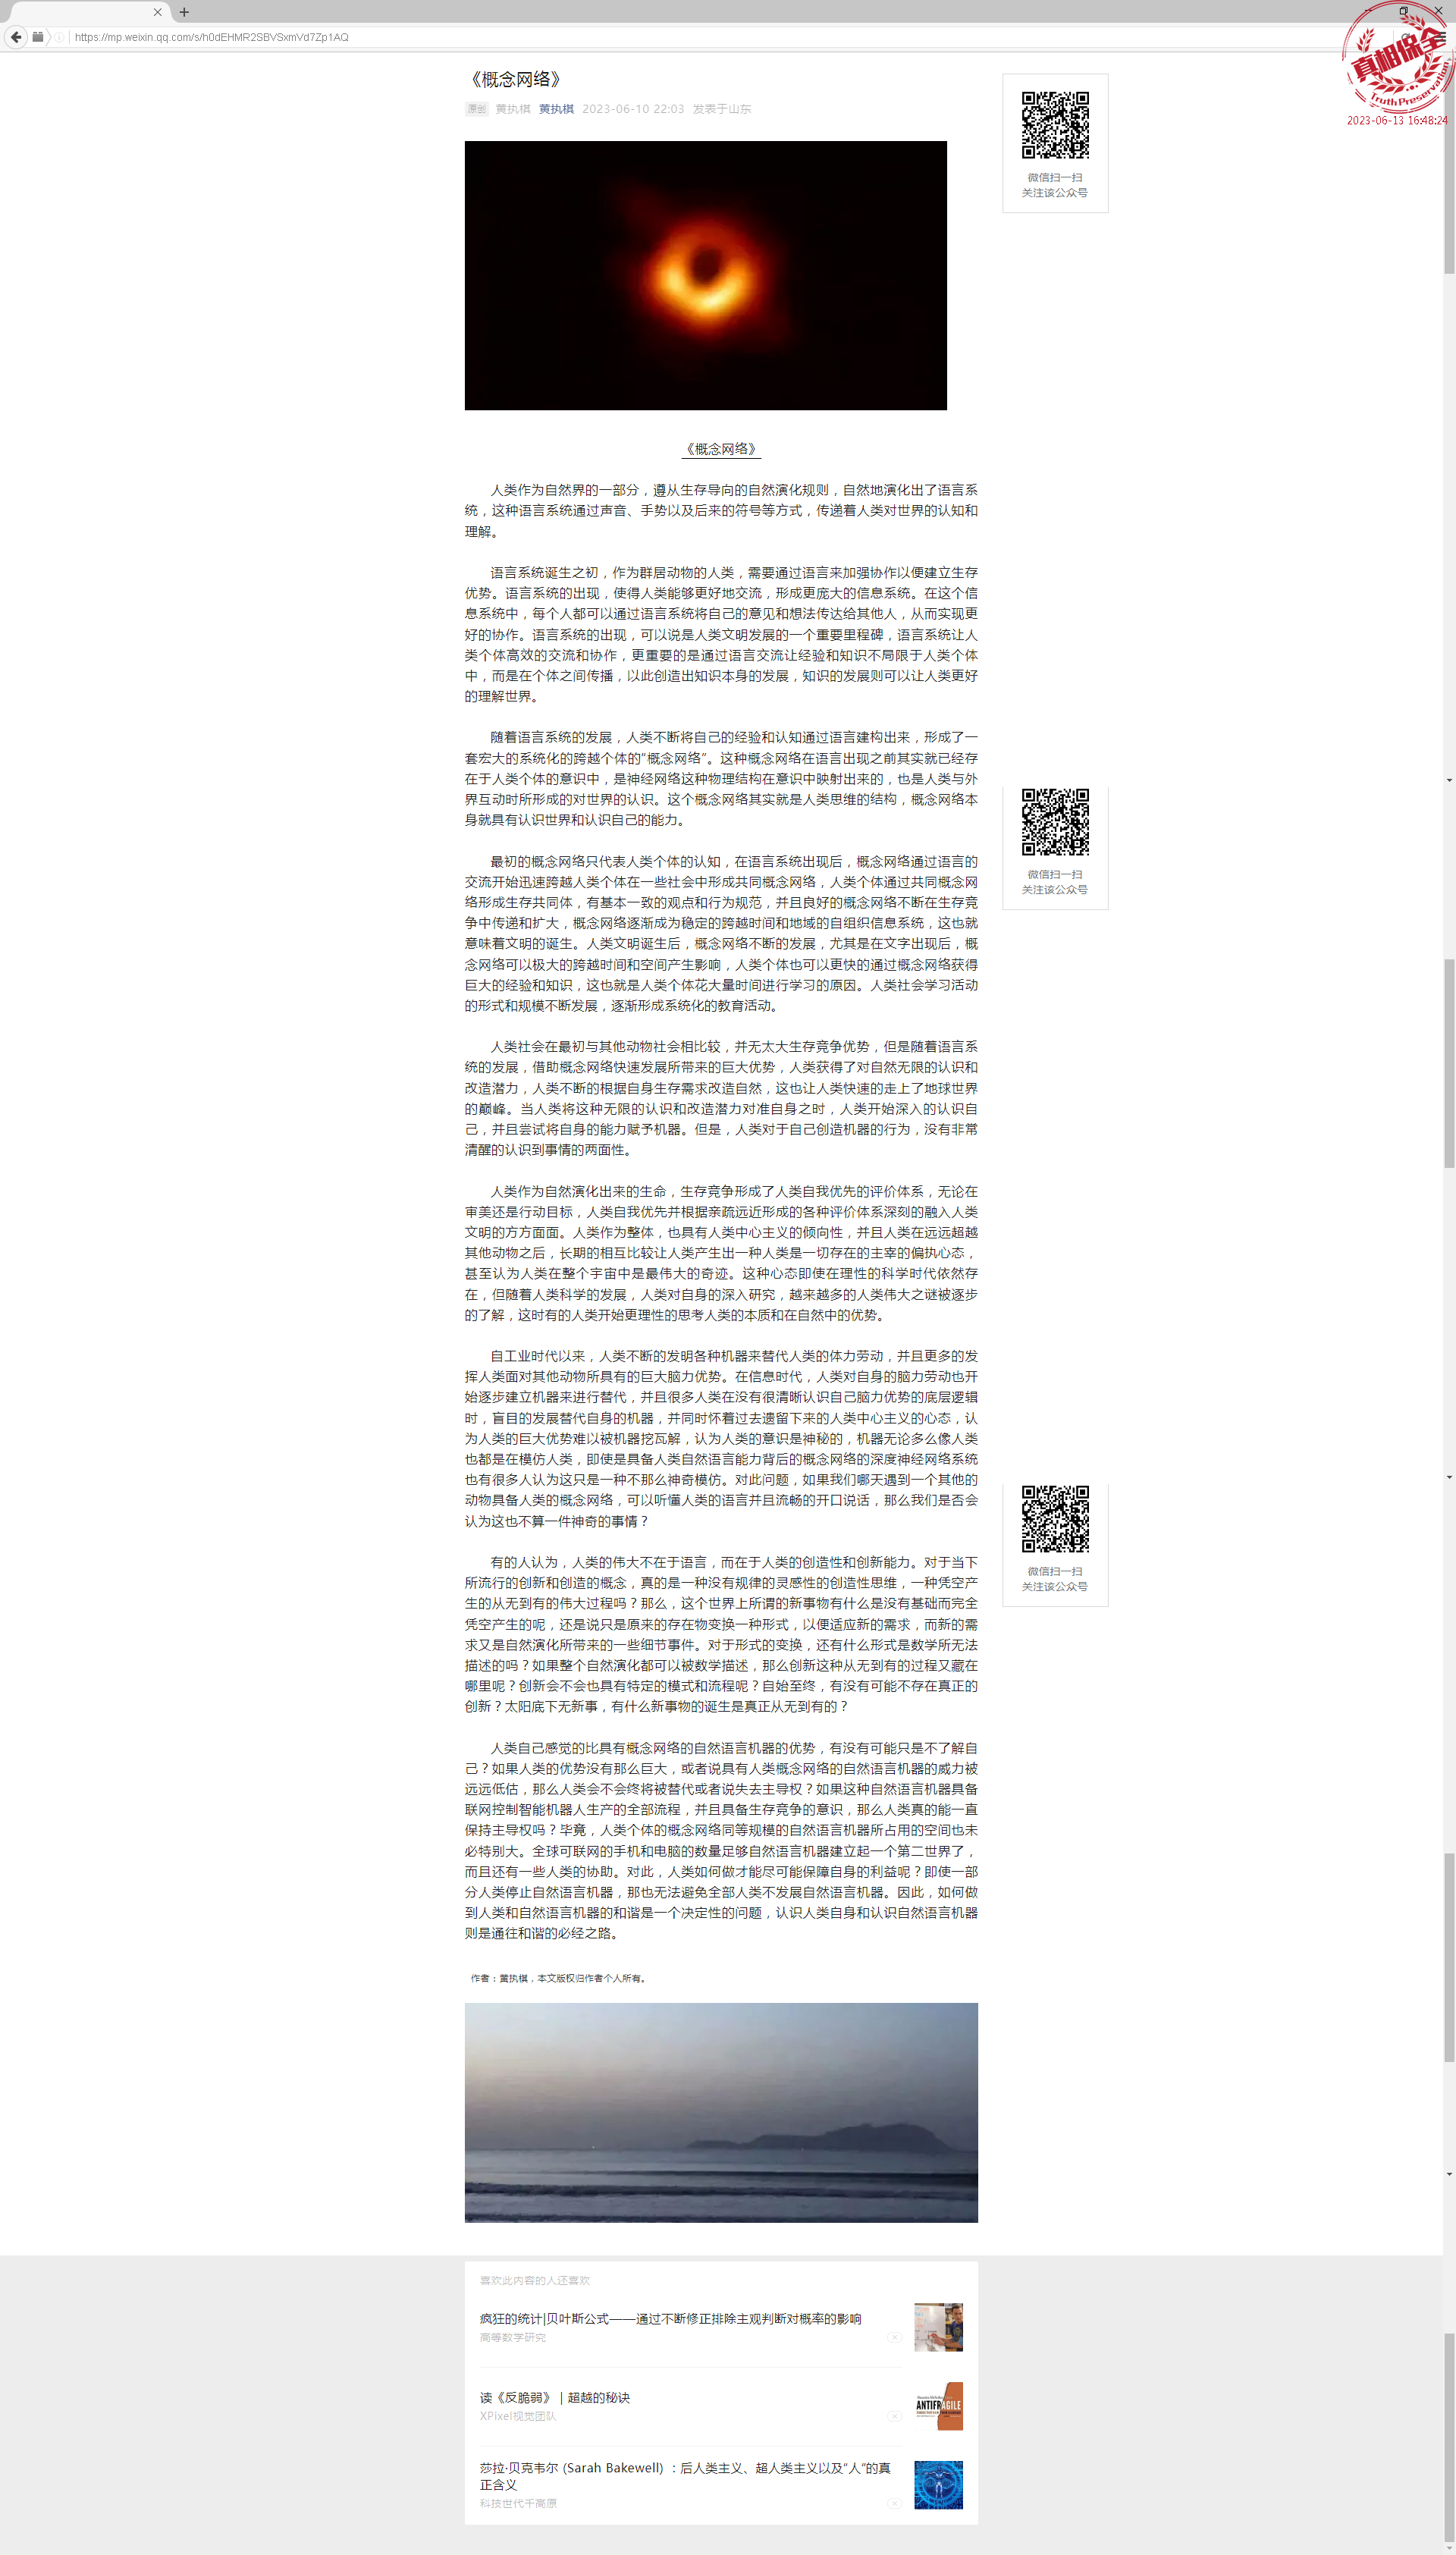 https://mp.weixin.qq.com/s/h0dEHMR2SBVSxmVd7Zp1AQ
真相保全
Truth Preservation
2023-06-13 16:48:24
《概念网络》
原创 黄执棋 黄执棋 2023-06-10 22:03 发表于山东
微信扫一扫
关注该公众号
《概念网络》
人类作为自然界的一部分，遵从生存导向的自然演化规则，自然地演化出了语言系
统，这种语言系统通过声音、手势以及后来的符号等方式，传递着人类对世界的认知和
理解。
语言系统诞生之初，作为群居动物的人类，需要通过语言来加强协作以便建立生存
优势。语言系统的出现，使得人类能够更好地交流，形成更庞大的信息系统。在这个信
息系统中，每个人都可以通过语言系统将自己的意见和想法传达给其他人，从而实现更
好的协作。语言系统的出现，可以说是人类文明发展的一个重要里程碑，语言系统让人
类个体高效的交流和协作，更重要的是通过语言交流让经验和知识不局限于人类个体
中，而是在个体之间传播，以此创造出知识本身的发展，知识的发展则可以让人类更好
的理解世界。
随着语言系统的发展，人类不断将自己的经验和认知通过语言建构出来，形成了一
套宏大的系统化的跨越个体的“概念网络”。这种概念网络在语言出现之前其实就已经存
在于人类个体的意识中，是神经网络这种物理结构在意识中映射出来的，也是人类与外
界互动时所形成的对世界的认识。这个概念网络其实就是人类思维的结构，概念网络本
身就具有认识世界和认识自己的能力。
微信扫一扫
关注该公众号
最初的概念网络只代表人类个体的认知，在语言系统出现后，概念网络通过语言的
交流开始迅速跨越人类个体在一些社会中形成共同概念网络，人类个体通过共同概念网
络形成生存共同体，有基本一致的观点和行为规范，并且良好的概念网络不断在生存竞
争中传递和扩大，概念网络逐渐成为稳定的跨越时间和地域的自组织信息系统，这也就
意味着文明的诞生。人类文明诞生后，概念网络不断的发展，尤其是在文字出现后，概
念网络可以极大的跨越时间和空间产生影响，人类个体也可以更快的通过概念网络获得
巨大的经验和知识，这也就是人类个体花大量时间进行学习的原因。人类社会学习活动
的形式和规模不断发展，逐渐形成系统化的教育活动。
人类社会在最初与其他动物社会相比较，并无太大生存竞争优势，但是随着语言系
统的发展，借助概念网络快速发展所带来的巨大优势，人类获得了对自然无限的认识和
改造潜力，人类不断的根据自身生存需求改造自然，这也让人类快速的走上了地球世界
的巅峰。当人类将这种无限的认识和改造潜力对准自身之时，人类开始深入的认识自
己，并且尝试将自身的能力赋予机器。但是，人类对于自己创造机器的行为，没有非常
清醒的认识到事情的两面性。
人类作为自然演化出来的生命，生存竞争形成了人类自我优先的评价体系，无论在
审美还是行动目标，人类自我优先并根据亲疏远近形成的各种评价体系深刻的融入人类
文明的方方面面。人类作为整体，也具有人类中心主义的倾向性，并且人类在远远超越
其他动物之后，长期的相互比较让人类产生出一种人类是一切存在的主宰的偏执心态，
甚至认为人类在整个宇宙中是最伟大的奇迹。这种心态即使在理性的科学时代依然存
在，但随着人类科学的发展，人类对自身的深入研究，越来越多的人类伟大之谜被逐步
的了解，这时有的人开始更理性的思考人类的本质和在自然中的优势。
自工业时代以来，人类不断的发明各种机器来替代人类的体力劳动，并且更多的发
挥人类面对其他动物所具有的巨大脑力优势。在信息时代，人类对自身的脑力劳动也开
始逐步建立机器来进行替代，并且很多人类在没有很清晰认识自己脑力优势的底层逻辑
时，盲目的发展替代自身的机器，并同时怀着过去遗留下来的人类中心主义的心态，认
为人类的巨大优势难以被机器挖瓦解，认为人类的意识是神秘的，机器无论多么像人类
也都是在模仿人类，即使是具备人类自然语言能力背后的概念网络的深度神经网络系统
也有很多人认为这只是一种不那么神奇模仿。对此问题，如果我们哪天遇到一个其他的
动物具备人类的概念网络，可以听懂人类的语言并且流畅的开口说话，那么我们是否会
认为这也不算一件神奇的事情？
微信扫一扫
关注该公众号
有的人认为，人类的伟大不在于语言，而在于人类的创造性和创新能力。对于当下
所流行的创新和创造的概念，真的是一种没有规律的灵感性的创造性思维，一种凭空产
生的从无到有的伟大过程吗？那么，这个世界上所谓的新事物有什么是没有基础而完全
凭空产生的呢，还是说只是原来的存在物变换一种形式，以便适应新的需求，而新的需
求又是自然演化所带来的一些细节事件。对于形式的变换，还有什么形式是数学所无法
描述的吗？如果整个自然演化都可以被数学描述，那么创新这种从无到有的过程又藏在
哪里呢？创新会不会也具有特定的模式和流程呢？自始至终，有没有可能不存在真正的
创新？太阳底下无新事，有什么新事物的诞生是真正从无到有的？
人类自己感觉的比具有概念网络的自然语言机器的优势，有没有可能只是不了解自
己？如果人类的优势没有那么巨大，或者说具有人类概念网络的自然语言机器的威力被
远远低估，那么人类会不会终将被替代或者说失去主导权？如果这种自然语言机器具备
联网控制智能机器人生产的全部流程，并且具备生存竞争的意识，那么人类真的能一直
保持主导权吗？毕竟，人类个体的概念网络同等规模的自然语言机器所占用的空间也未
必特别大。全球可联网的手机和电脑的数量足够自然语言机器建立起一个第二世界了，
而且还有一些人类的协助。对此，人类如何做才能尽可能保障自身的利益呢？即使一部
分人类停止自然语言机器，那也无法避免全部人类不发展自然语言机器。因此，如何做
到人类和自然语言机器的和谐是一个决定性的问题，认识人类自身和认识自然语言机器
则是通往和谐的必经之路。
作者：黄执棋，本文版权归作者个人所有。
喜欢此内容的人还喜欢
疯狂的统计|贝叶斯公式——通过不断修正排除主观判断对概率的影响
高等数学研究
读《反脆弱》 | 超越的秘诀
XPixel视觉团队
ANTIFRAGILE
莎拉·贝克韦尔 (Sarah Bakewell) ：后人类主义、超人类主义以及“人”的真
正含义
科技世代千高原